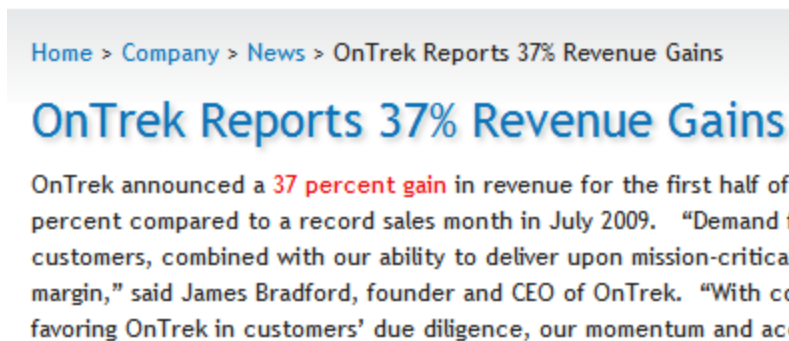 Home > Company > News > OnTrek Reports 37% Revenue Gains
OnTrek Reports 37% Revenue Gains
OnTrek announced a 37 percent gain in revenue for the first half of
percent compared to a record sales month in July 2009. “Demand
customers, combined with our ability to deliver upon mission-critica
margin,” said James Bradford, founder and CEO of OnTrek. “With co
favoring OnTrek in customers’ due diligence, our momentum and acc